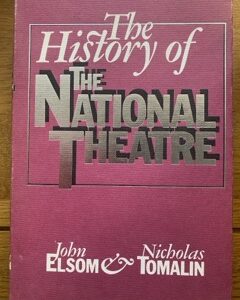 The
History of
THE
NATIONAL
THEATRE
John Nicholas
ELSOM & TOMALIN